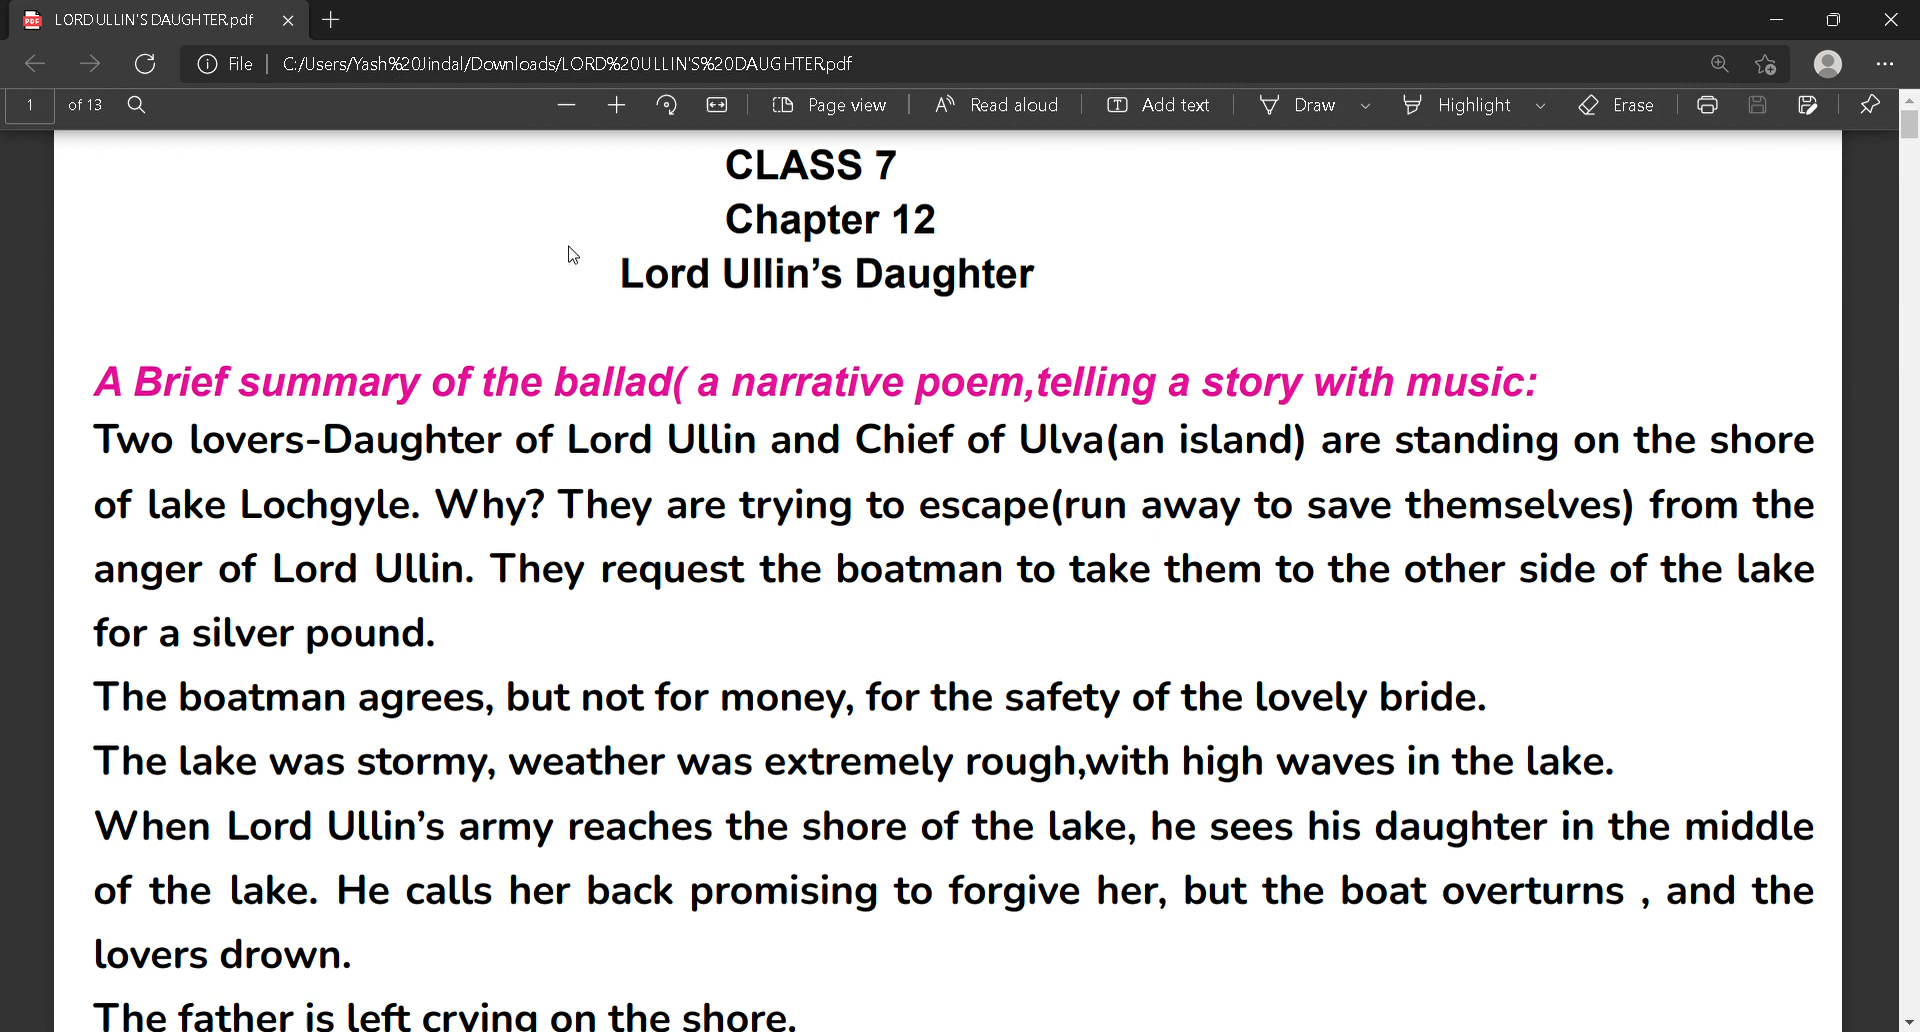 LORD ULLIN'S DAUGHTER.pdf
File C:/Users/Yash%20Jindal/Downloads/LORD%20ULLIN'S%20DAUGHTER.pdf
1 of 13 Page view Read aloud Add text Draw Highlight Erase
CLASS 7
Chapter 12
Lord Ullin’s Daughter
A Brief summary of the ballad( a narrative poem,telling a story with music:
Two lovers-Daughter of Lord Ullin and Chief of Ulva(an island) are standing on the shore
of lake Lochgyle. Why? They are trying to escape(run away to save themselves) from the
anger of Lord Ullin. They request the boatman to take them to the other side of the lake
for a silver pound.
The boatman agrees, but not for money, for the safety of the lovely bride.
The lake was stormy, weather was extremely rough,with high waves in the lake.
When Lord Ullin’s army reaches the shore of the lake, he sees his daughter in the middle
of the lake. He calls her back promising to forgive her, but the boat overturns , and the
lovers drown.
The father is left crying on the shore.